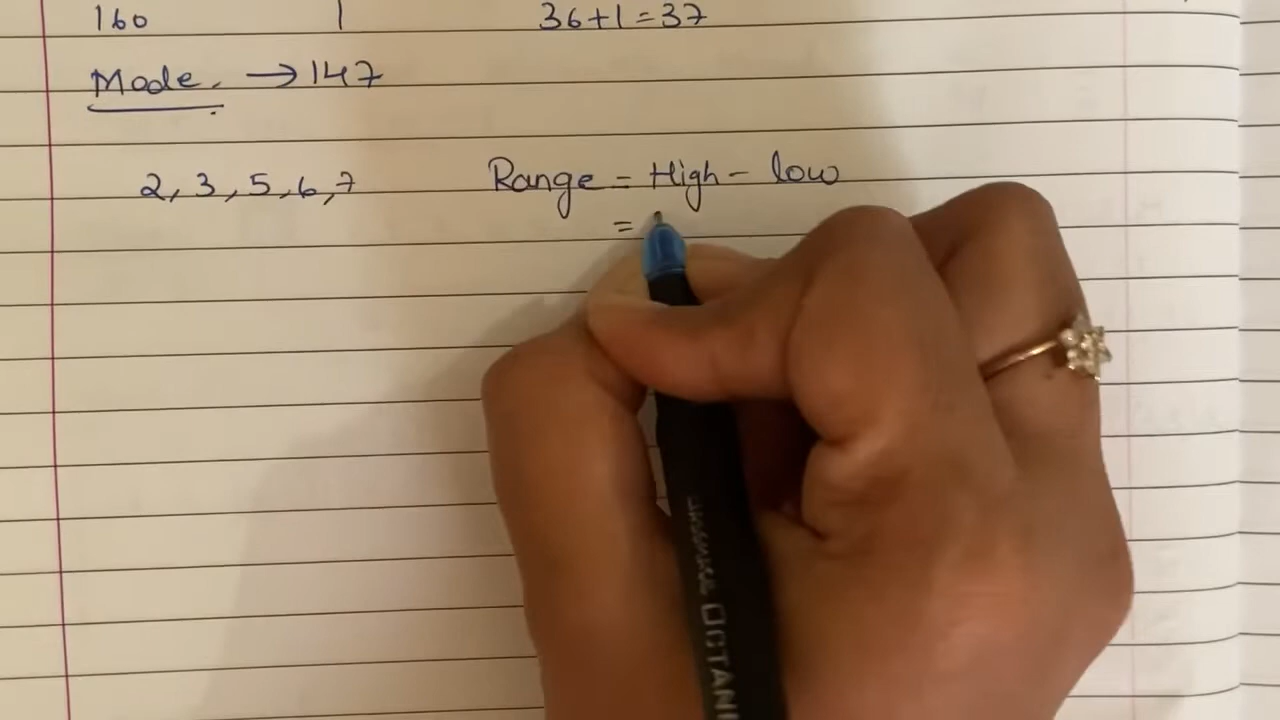 160 1 36+1=37
Mode. → 147
2, 3, 5, 6, 7 Range = High - low
=